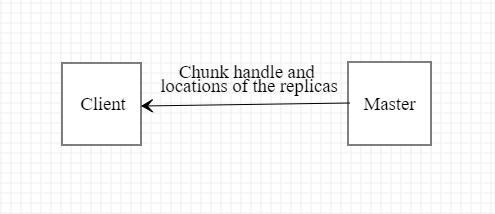 Chunk handle and
locations of the replicas
Client
Master